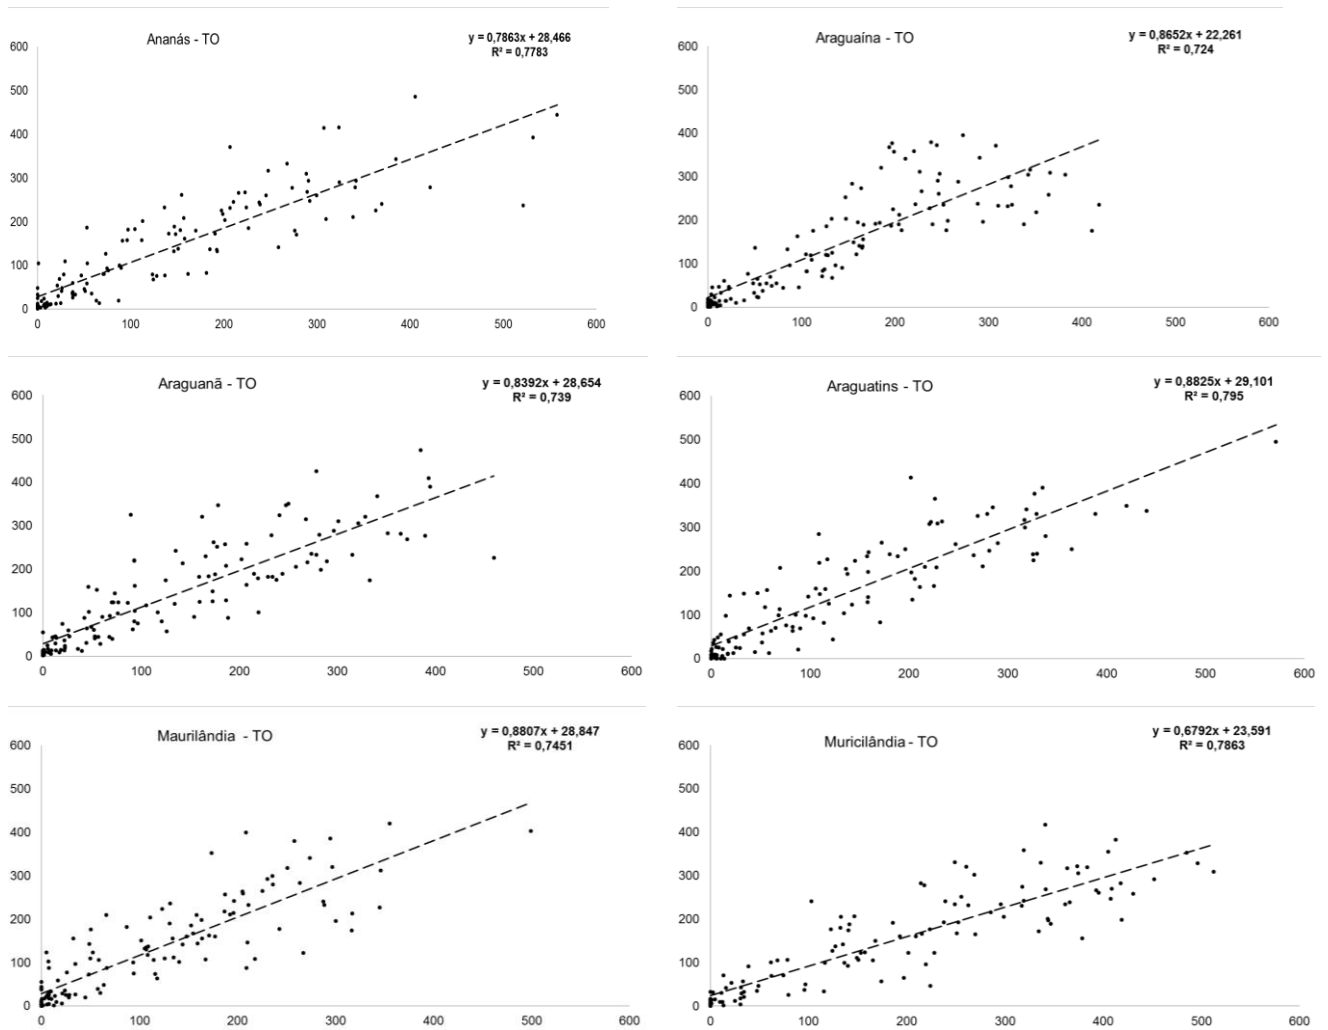 Ananás - TO
y = 0,7863x + 28,466
R² = 0,7783
600
500
400
300
200
100
0
0 100 200 300 400 500 600
Araguaína - TO
y = 0,8652x + 22,261
R² = 0,724
600
500
400
300
200
100
0
0 100 200 300 400 500 600
Araguanã - TO
y = 0,8392x + 28,654
R² = 0,739
600
500
400
300
200
100
0
0 100 200 300 400 500 600
Araguatins - TO
y = 0,8825x + 29,101
R² = 0,795
600
500
400
300
200
100
0
0 100 200 300 400 500 600
Maurilândia - TO
y = 0,8807x + 28,847
R² = 0,7451
600
500
400
300
200
100
0
0 100 200 300 400 500 600
Muricilândia - TO
y = 0,6792x + 23,591
R² = 0,7863
600
500
400
300
200
100
0
0 100 200 300 400 500 600